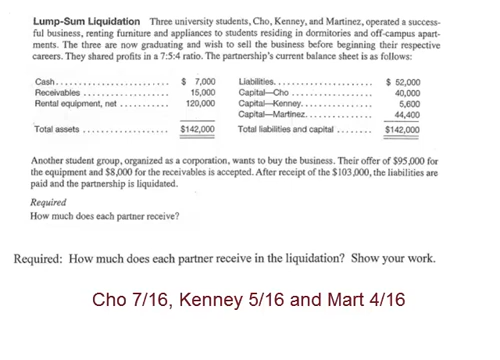 Lump-Sum Liquidation Three university students, Cho, Kenney, and Martinez, operated a success-
ful business, renting furniture and appliances to students residing in dormitories and off-campus apart-
ments. The three are now graduating and wish to sell the business before beginning their respective
careers. They shared profits in a 7:5:4 ratio. The partnership's current balance sheet is as follows:
Cash........................ $ 7,000 Liabilities..................... $ 52,000
Receivables .................. 15,000 Capital—Cho .................. 40,000
Rental equipment, net ........... 120,000 Capital—Kenney................ 5,600
Capital—Martinez............... 44,400
Total assets .................. $142,000 Total liabilities and capital ........ $142,000
Another student group, organized as a corporation, wants to buy the business. Their offer of $95,000 for
the equipment and $8,000 for the receivables is accepted. After receipt of the $103,000, the liabilities are
paid and the partnership is liquidated.
Required
How much does each partner receive?
Required: How much does each partner receive in the liquidation? Show your work.
Cho 7/16, Kenney 5/16 and Mart 4/16